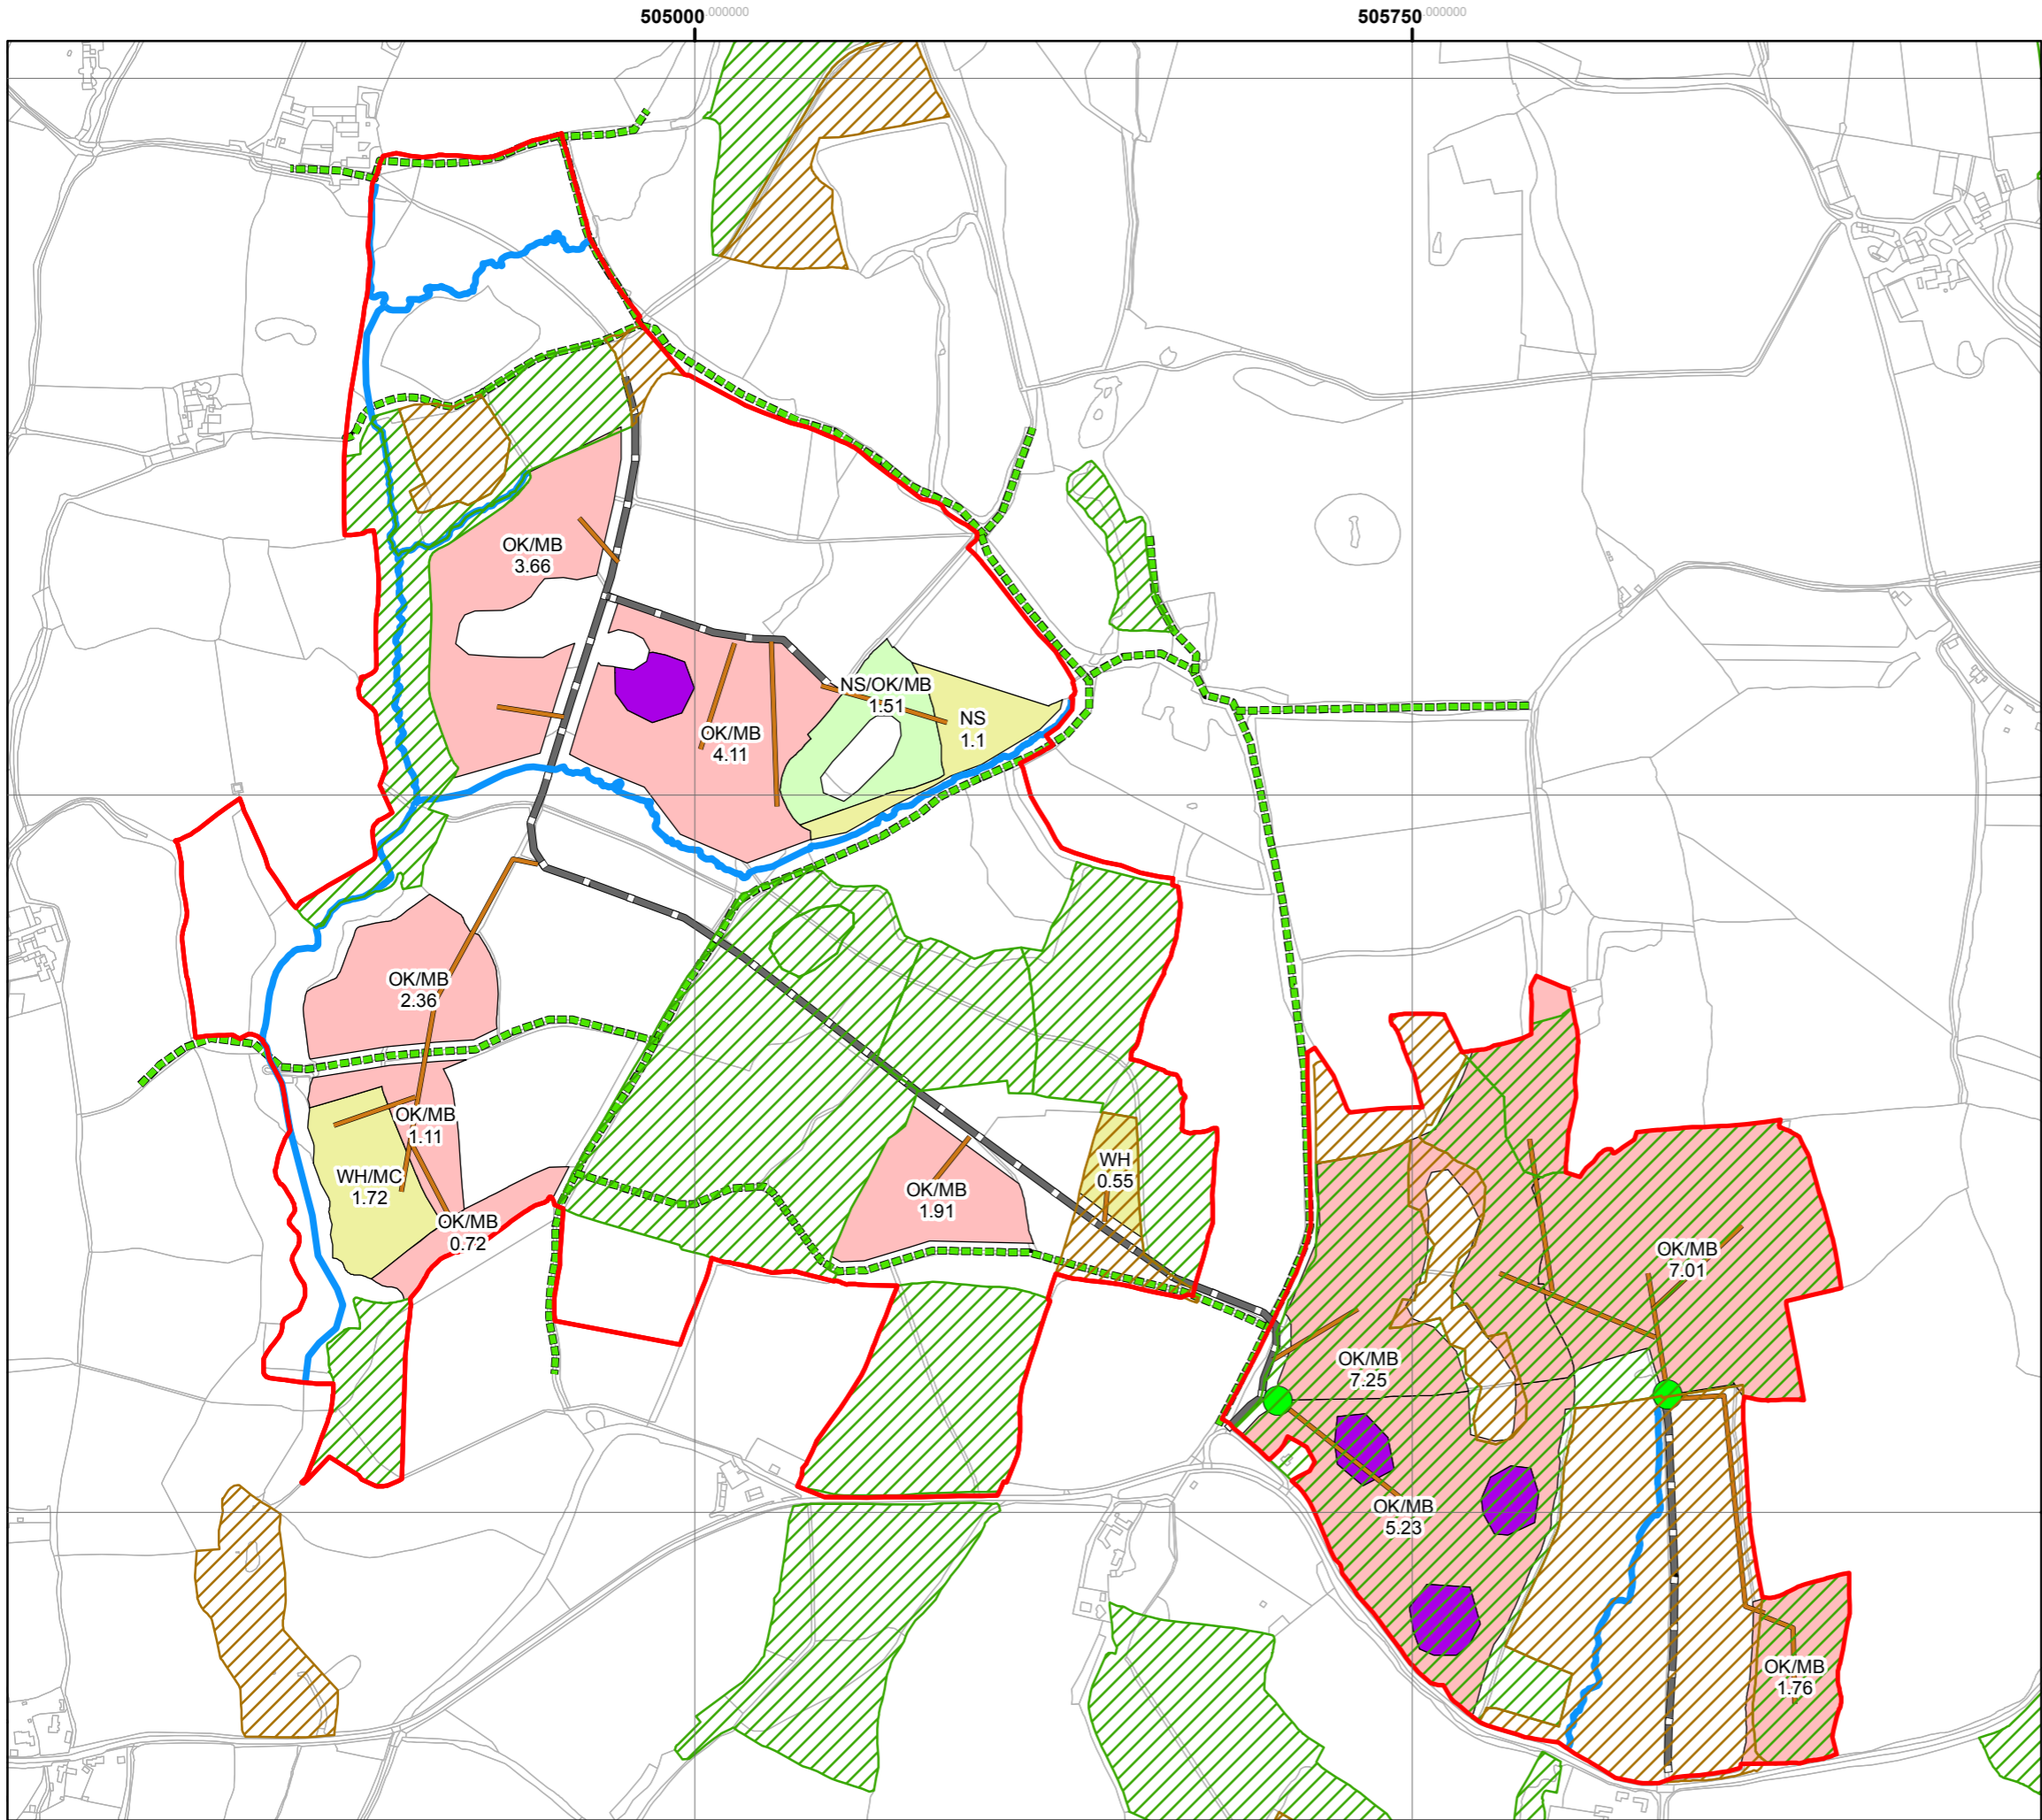 505000.000000
505750.000000
OK/MB
3.66
NS/OK/MB
1.51
NS
1.1
OK/MB
4.11
OK/MB
2.36
OK/MB
1.11
WH/MC
1.72
OK/MB
0.72
WH
0.55
OK/MB
1.91
OK/MB
7.01
OK/MB
7.25
OK/MB
5.23
OK/MB
1.76